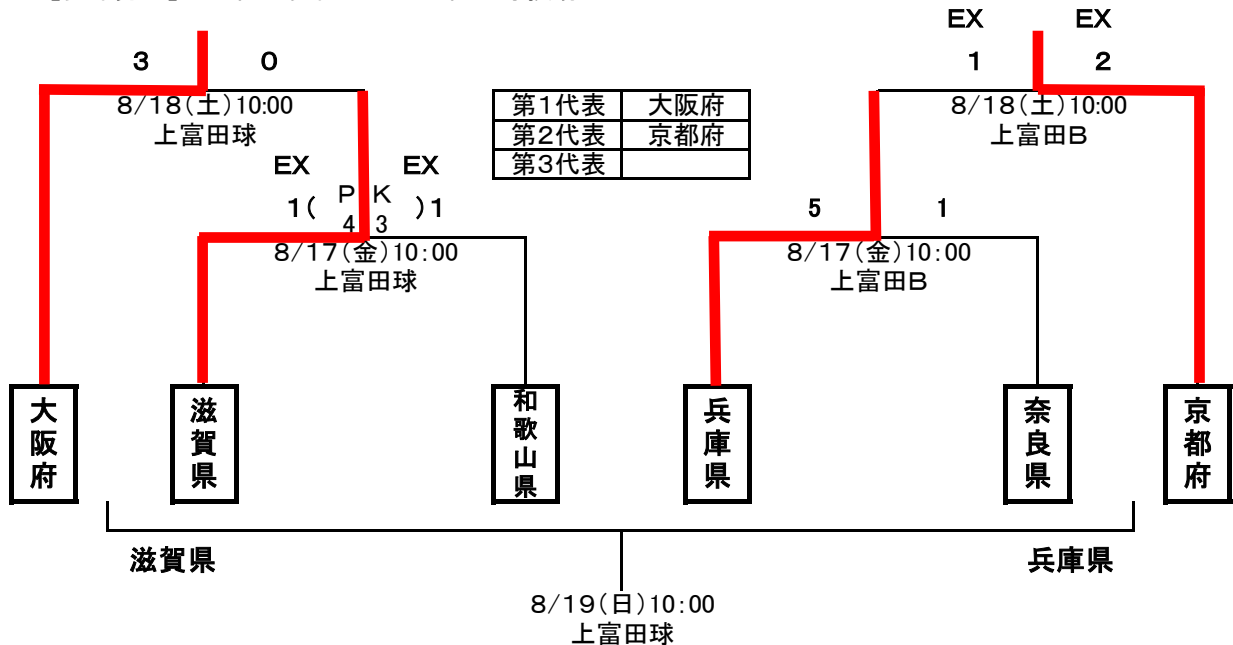 EX EX
3 0
1 2
8/18(土)10:00
上富田球
第1代表 大阪府
第2代表 京都府
第3代表
8/18(土)10:00
上富田B
EX EX
1( PK 4 3 )1
8/17(金)10:00
上富田球
5 1
8/17(金)10:00
上富田B
大阪府
滋賀県
和歌山県
兵庫県
奈良県
京都府
滋賀県
兵庫県
8/19(日)10:00
上富田球